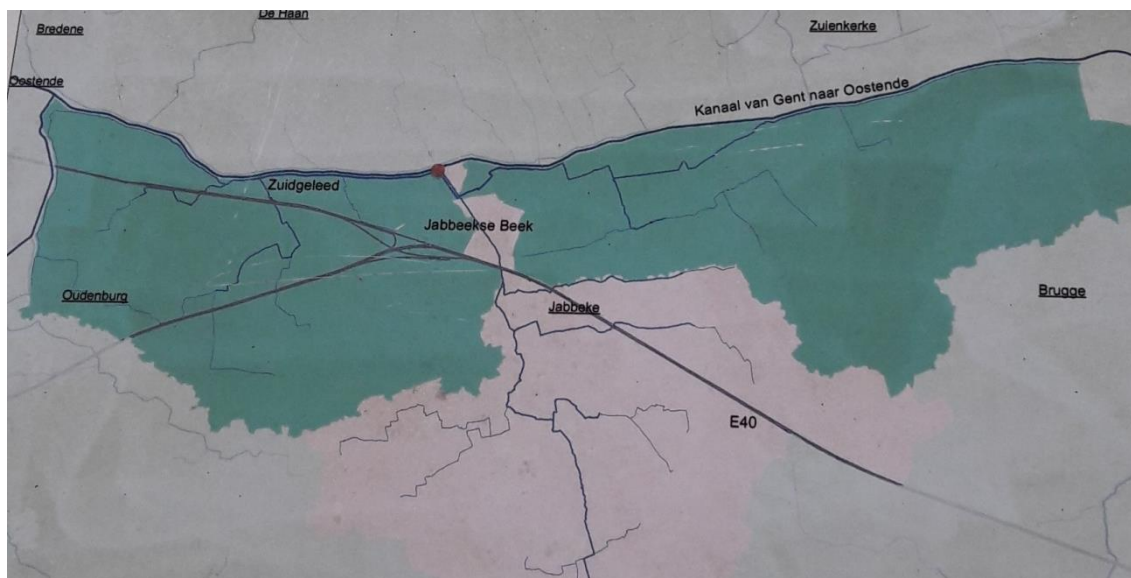 De Haan
Bredene
Zuienkerke
Oostende
Kanaal van Gent naar Oostende
Zuidgeleed
Jabbeekse Beek
Oudenburg
Jabbeke
Brugge
E40